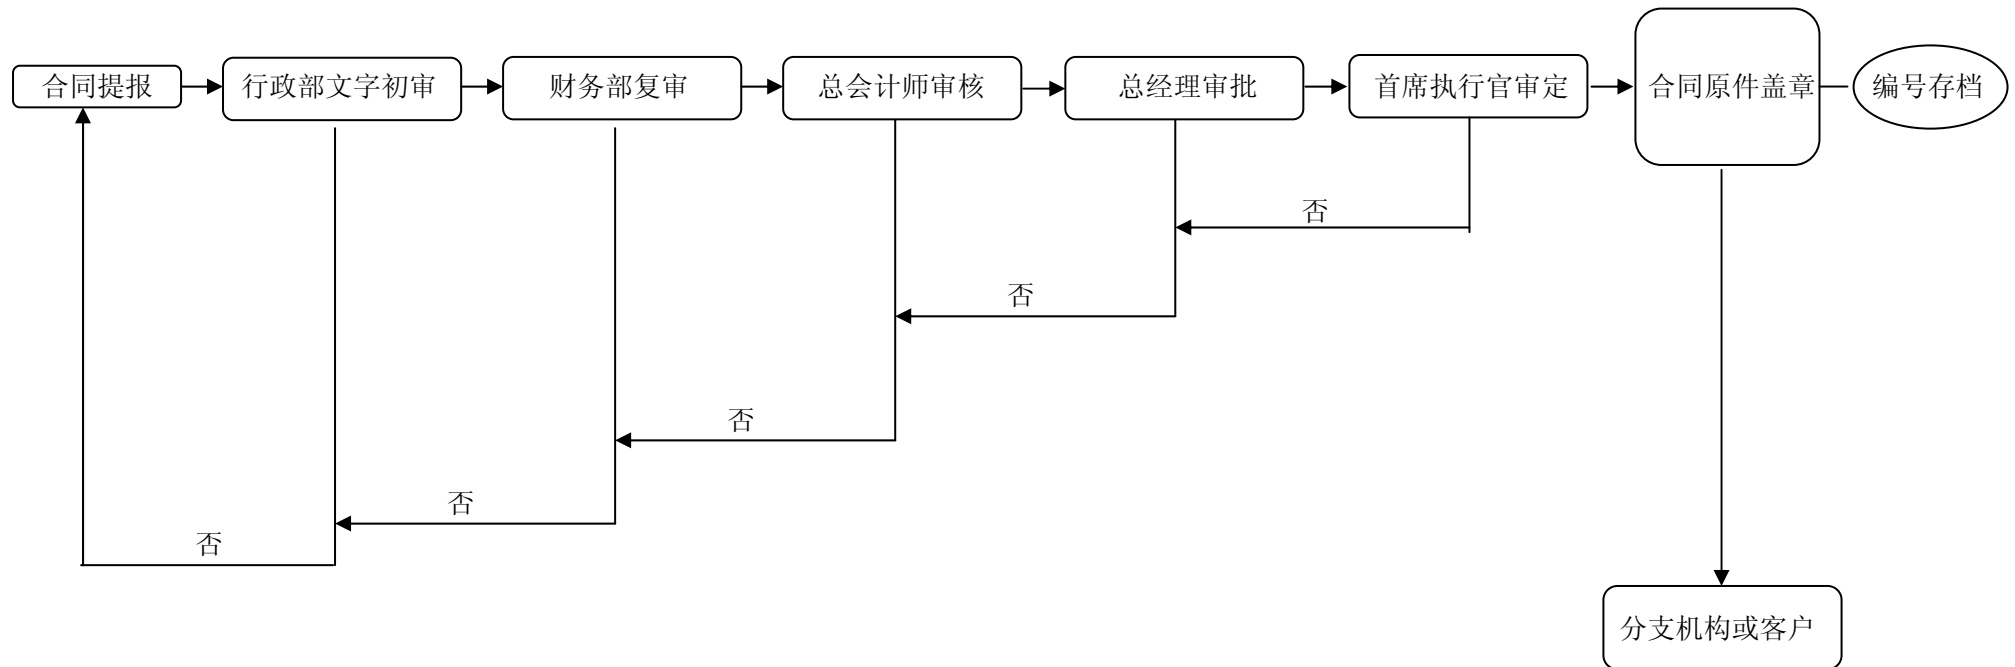 合同提报
行政部文字初审
财务部复审
总会计师审核
总经理审批
首席执行官审定
合同原件盖章
编号存档
否
否
否
否
否
分支机构或客户